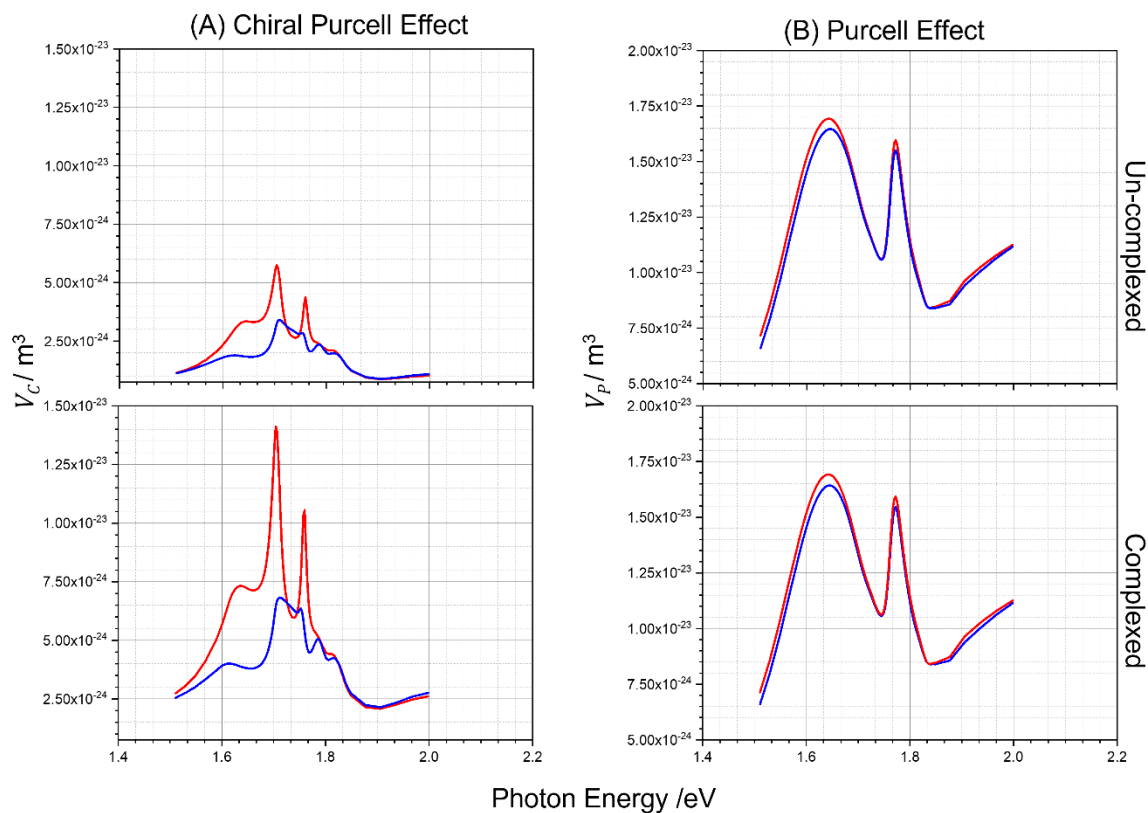 (A) Chiral Purcell Effect
(B) Purcell Effect
1.50x10-23
1.25x10-23
1.00x10-23
7.50x10-24
5.00x10-24
2.50x10-24
2.00x10-23
1.75x10-23
1.50x10-23
1.25x10-23
1.00x10-23
7.50x10-24
5.00x10-24
Un-complexed
V_C / m³
V_P / m³
1.50x10-23
1.25x10-23
1.00x10-23
7.50x10-24
5.00x10-24
2.50x10-24
1.4 1.6 1.8 2.0 2.2
2.00x10-23
1.75x10-23
1.50x10-23
1.25x10-23
1.00x10-23
7.50x10-24
5.00x10-24
1.4 1.6 1.8 2.0 2.2
Complexed
Photon Energy /eV